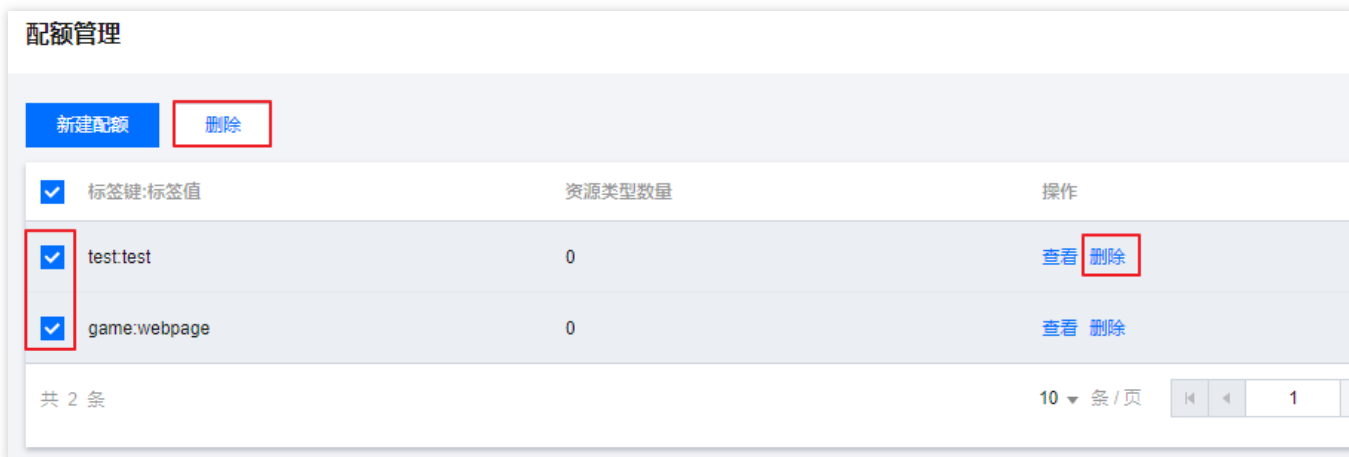 配额管理
新建配额 删除
标签键:标签值 资源类型数量 操作
test:test 0 查看 删除
game:webpage 0 查看 删除
共 2 条 10 条 / 页 1